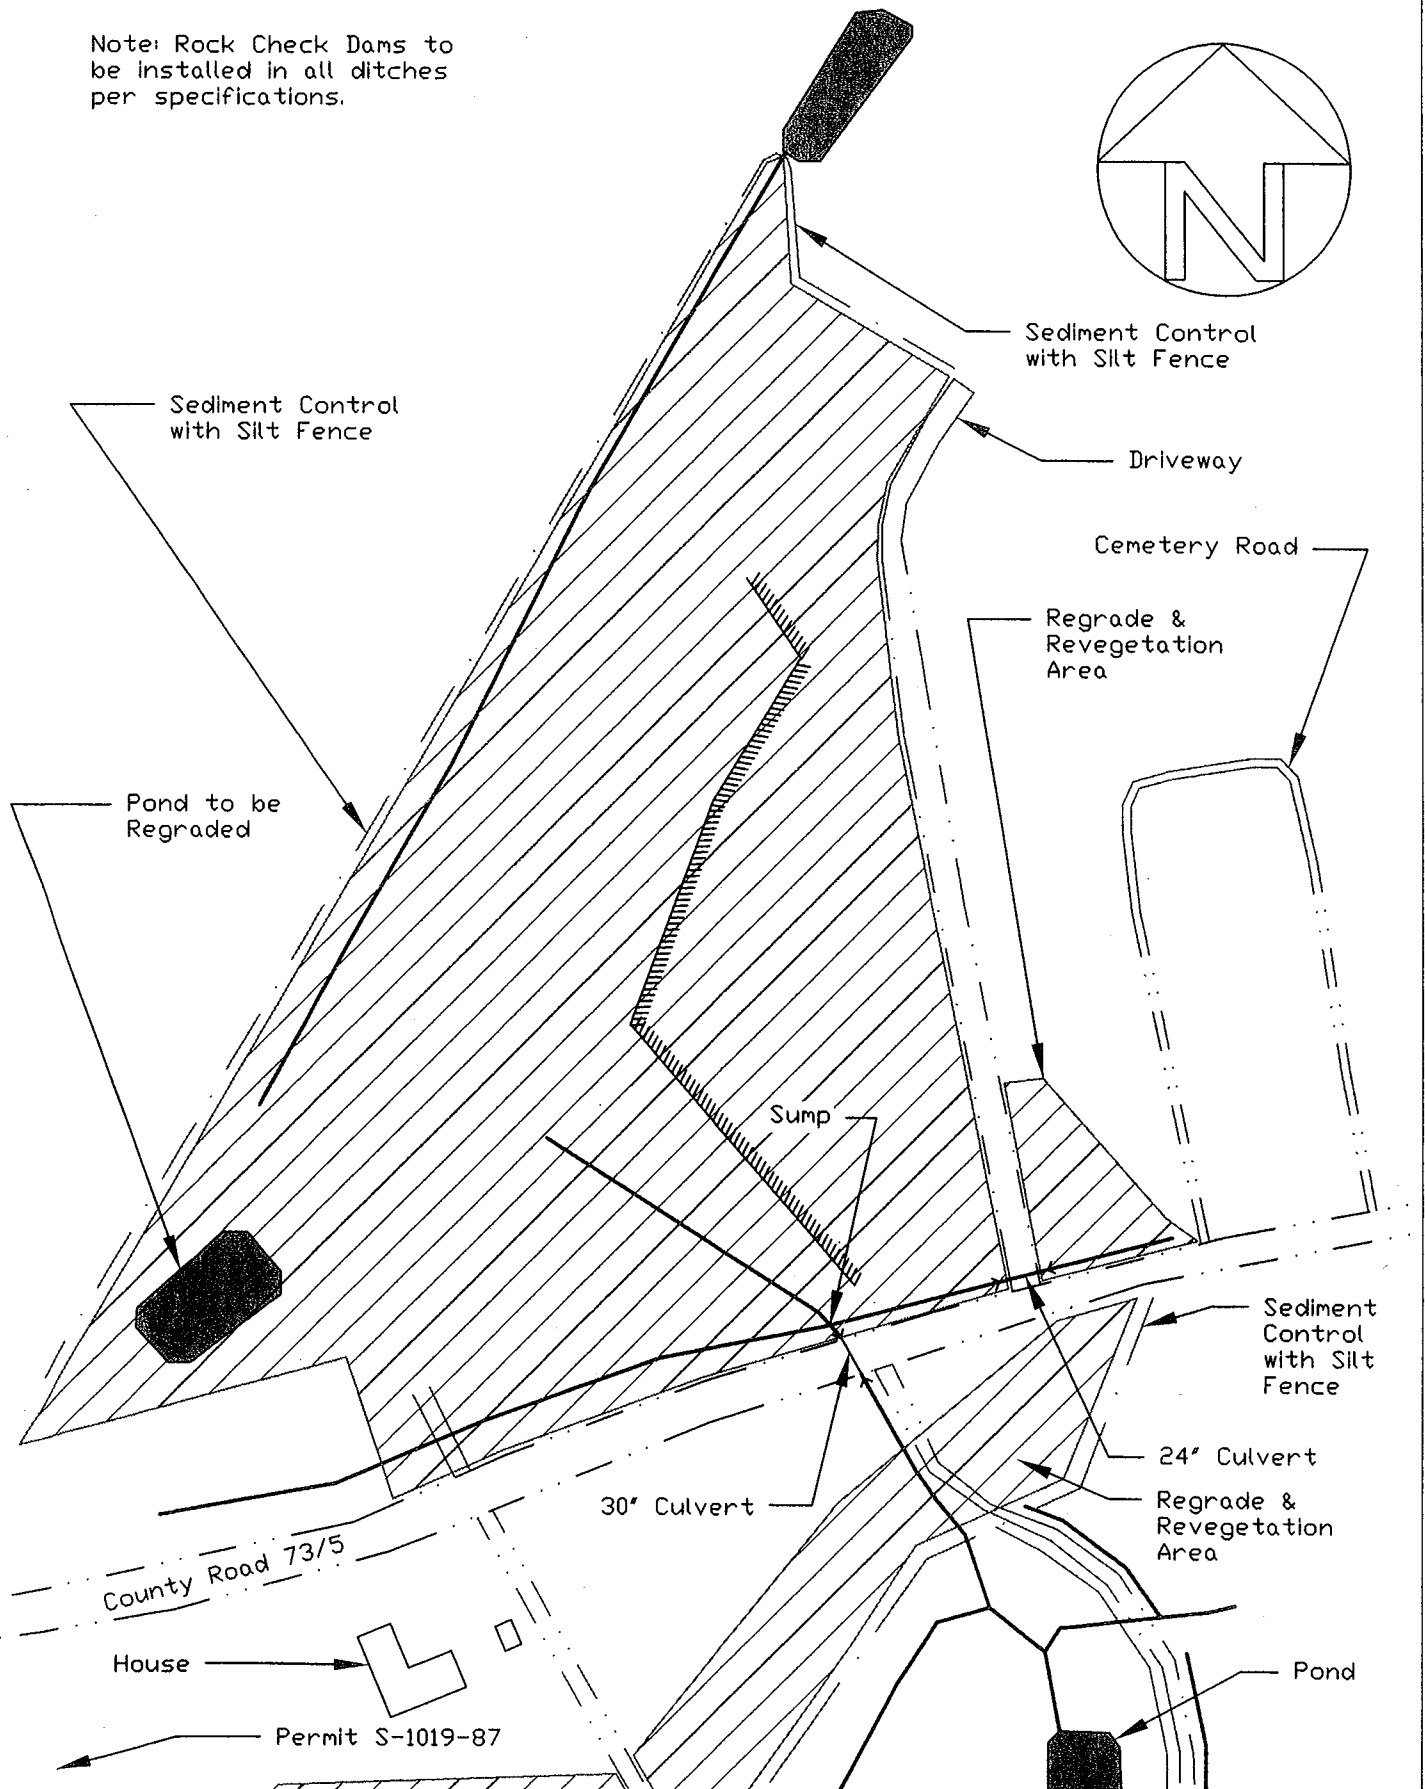 Note: Rock Check Dams to
be installed in all ditches
per specifications.
N
Sediment Control
with Silt Fence
Sediment Control
with Silt Fence
Driveway
Cemetery Road
Regrade &
Revegetation
Area
Pond to be
Regraded
Sump
Sediment
Control
with Silt
Fence
24" Culvert
30" Culvert
Regrade &
Revegetation
Area
County Road 73/5
House
Pond
Permit S-1019-87